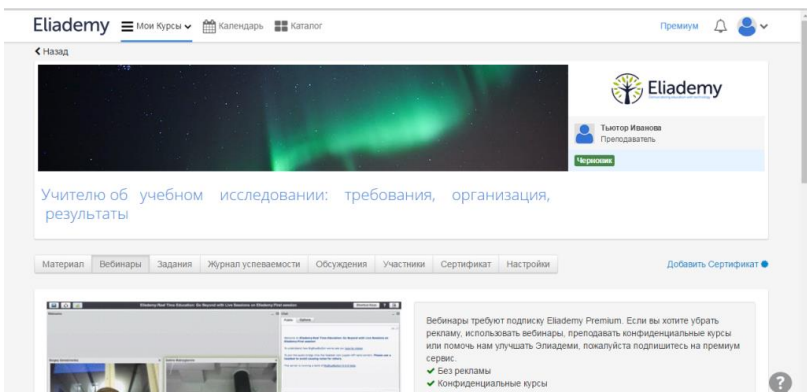 Eliademy Мои Курсы Календарь Каталог Премиум
Назад
Eliademy
Тьютор Иванова
Преподаватель
Черновик
Учителю об учебном исследовании: требования, организация,
результаты
Материал Вебинары Задания Журнал успеваемости Обсуждения Участники Сертификат Настройки Добавить Сертификат
Вебинары требуют подписку Eliademy Premium. Если вы хотите убрать
рекламу, использовать вебинары, преподавать конфиденциальные курсы
или помочь нам улучшать Элиадеми, пожалуйста подпишитесь на премиум
сервис.
✔ Без рекламы
✔ Конфиденциальные курсы
?